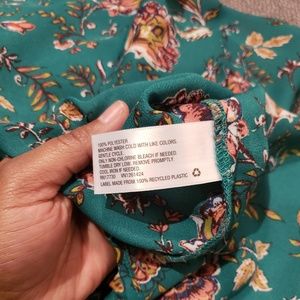 100% POLYESTER
MACHINE WASH COLD WITH LIKE COLORS.
GENTLE CYCLE.
ONLY NON-CHLORINE BLEACH IF NEEDED.
TUMBLE DRY LOW. REMOVE PROMPTLY.
COOL IRON IF NEEDED.
LABEL MADE FROM 100% RECYCLED PLASTIC